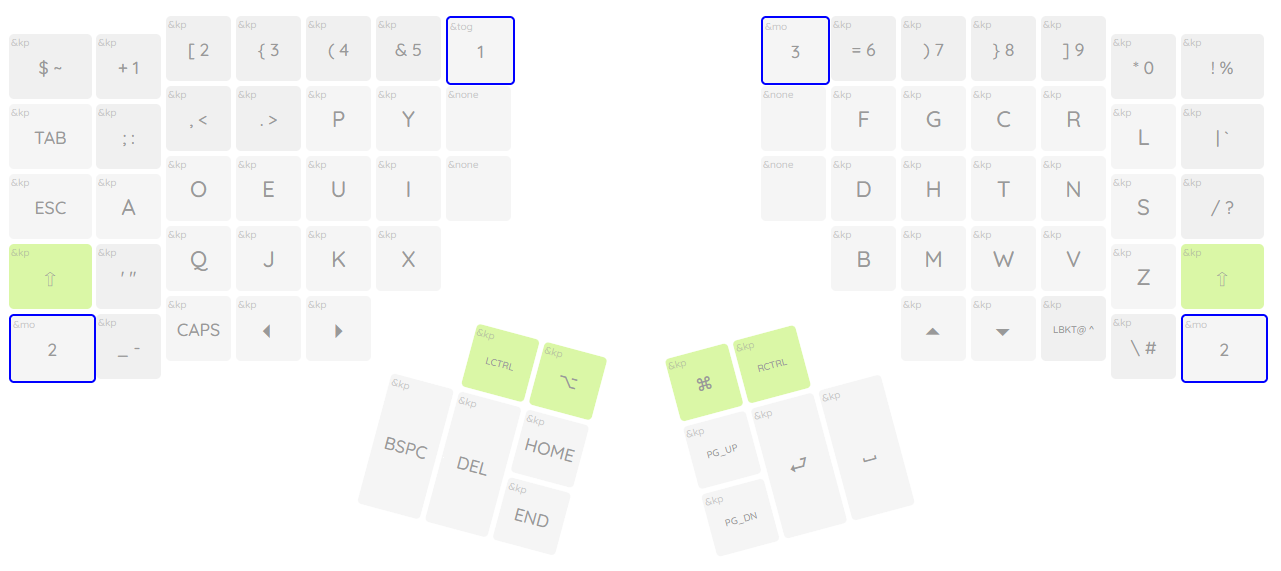 &kp &kp &kp &kp &tog &mo &kp &kp &kp &kp
[ 2 { 3 ( 4 & 5 1 3 = 6 ) 7 } 8 ] 9
&kp &kp &kp &kp
$ ~ + 1 * 0 ! %
&kp &kp &kp &kp &none &none &kp &kp &kp &kp
, < . > P Y F G C R
&kp &kp &kp &kp
TAB ; : L | `
&kp &kp &kp &kp &none &none &kp &kp &kp &kp
O E U I D H T N
&kp &kp &kp &kp
ESC A S / ?
&kp &kp &kp &kp &kp &kp &kp &kp
Q J K X B M W V
&kp &kp &kp &kp
⇧ ' " Z ⇧
&kp &kp &kp &kp &kp &kp
CAPS ◀ ▶ ▲ ▼ LBKT@ ^
&mo &kp &kp &mo
2 _ - \ # 2
&kp &kp &kp &kp
LCTRL ⌥ ⌘ RCTRL
&kp &kp &kp &kp &kp &kp
BSPC DEL HOME PG_UP ⏎ ⎵
&kp &kp
END PG_DN